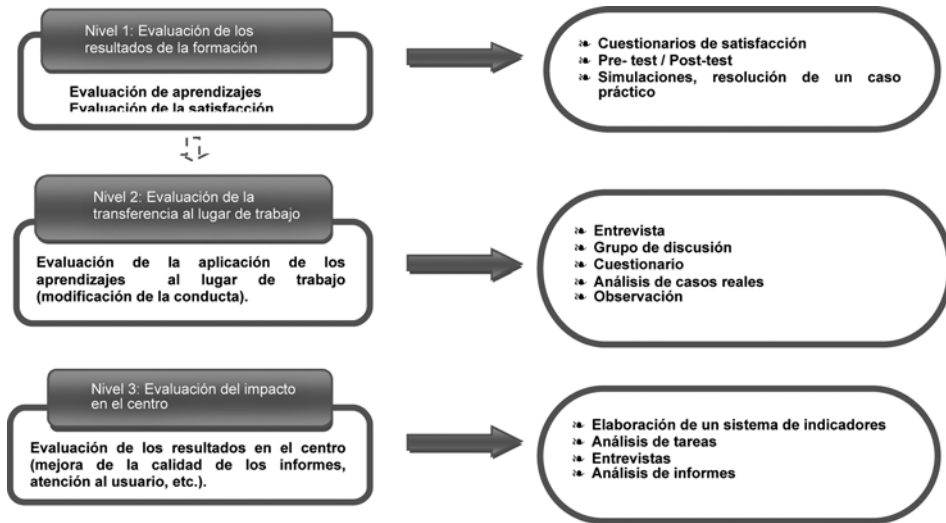 Nivel 1: Evaluación de los
resultados de la formación
Evaluación de aprendizajes
Evaluación de la satisfacción
❧ Cuestionarios de satisfacción
❧ Pre- test / Post-test
❧ Simulaciones, resolución de un caso
práctico
Nivel 2: Evaluación de la
transferencia al lugar de trabajo
Evaluación de la aplicación de los
aprendizajes al lugar de trabajo
(modificación de la conducta).
❧ Entrevista
❧ Grupo de discusión
❧ Cuestionario
❧ Análisis de casos reales
❧ Observación
Nivel 3: Evaluación del impacto
en el centro
Evaluación de los resultados en el centro
(mejora de la calidad de los informes,
atención al usuario, etc.).
❧ Elaboración de un sistema de indicadores
❧ Análisis de tareas
❧ Entrevistas
❧ Análisis de informes